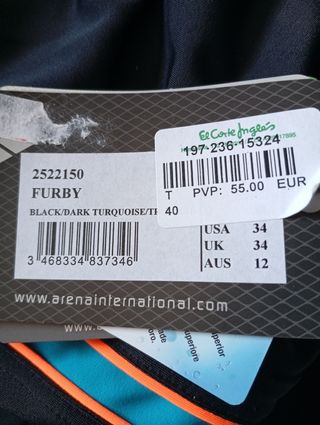 El Corte Inglés
197-236-15324
T PVP: 55.00 EUR
40
2522150
FURBY
BLACK/DARK TURQUOISE/
3 468334 837346
USA 34
UK 34
AUS 12
www.arenainternational.com